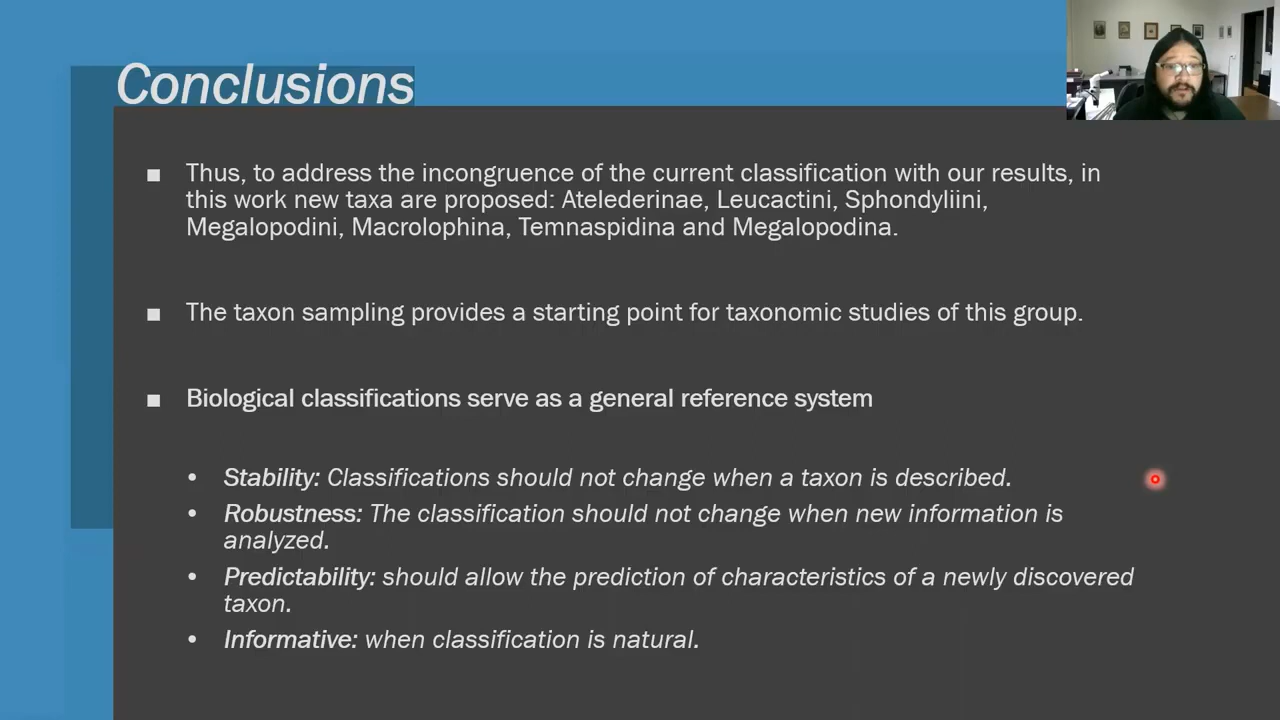 Conclusions
Thus, to address the incongruence of the current classification with our results, in
this work new taxa are proposed: Atelederinae, Leucactini, Sphondyliini,
Megalopodini, Macrolophina, Temnaspidina and Megalopodina.
The taxon sampling provides a starting point for taxonomic studies of this group.
Biological classifications serve as a general reference system
Stability: Classifications should not change when a taxon is described.
Robustness: The classification should not change when new information is
analyzed.
Predictability: should allow the prediction of characteristics of a newly discovered
taxon.
Informative: when classification is natural.